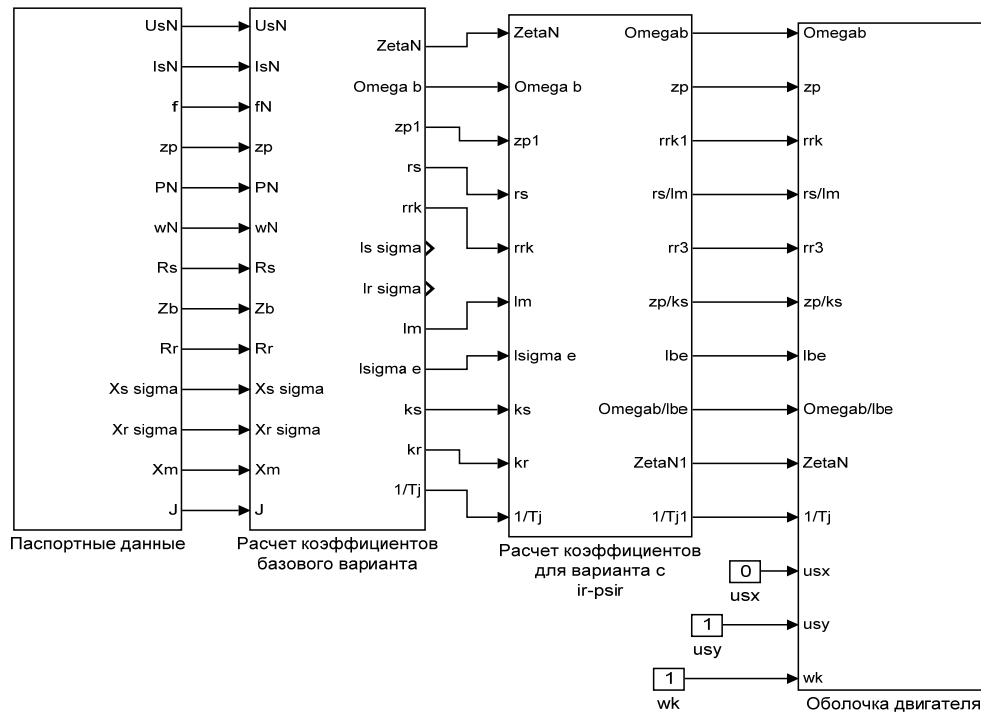 UsN
IsN
f
zp
PN
wN
Rs
Zb
Rr
Xs sigma
Xr sigma
Xm
J
Паспортные данные
UsN
IsN
fN
zp
PN
wN
Rs
Zb
Rr
Xs sigma
Xr sigma
Xm
J
ZetaN
Omega b
zp1
rs
rrk
ls sigma
lr sigma
lm
lsigma e
ks
kr
1/Tj
Расчет коэффициентов
базового варианта
ZetaN
Omega b
zp1
rs
rrk
lm
lsigma e
ks
kr
1/Tj
Omegab
zp
rrk1
rs/lm
rr3
zp/ks
lbe
Omegab/lbe
ZetaN1
1/Tj1
Расчет коэффициентов
для варианта с
ir-psir
0
usx
1
usy
1
wk
Omegab
zp
rrk
rs/lm
rr3
zp/ks
lbe
Omegab/lbe
ZetaN
1/Tj
usx
usy
wk
Оболочка двигателя